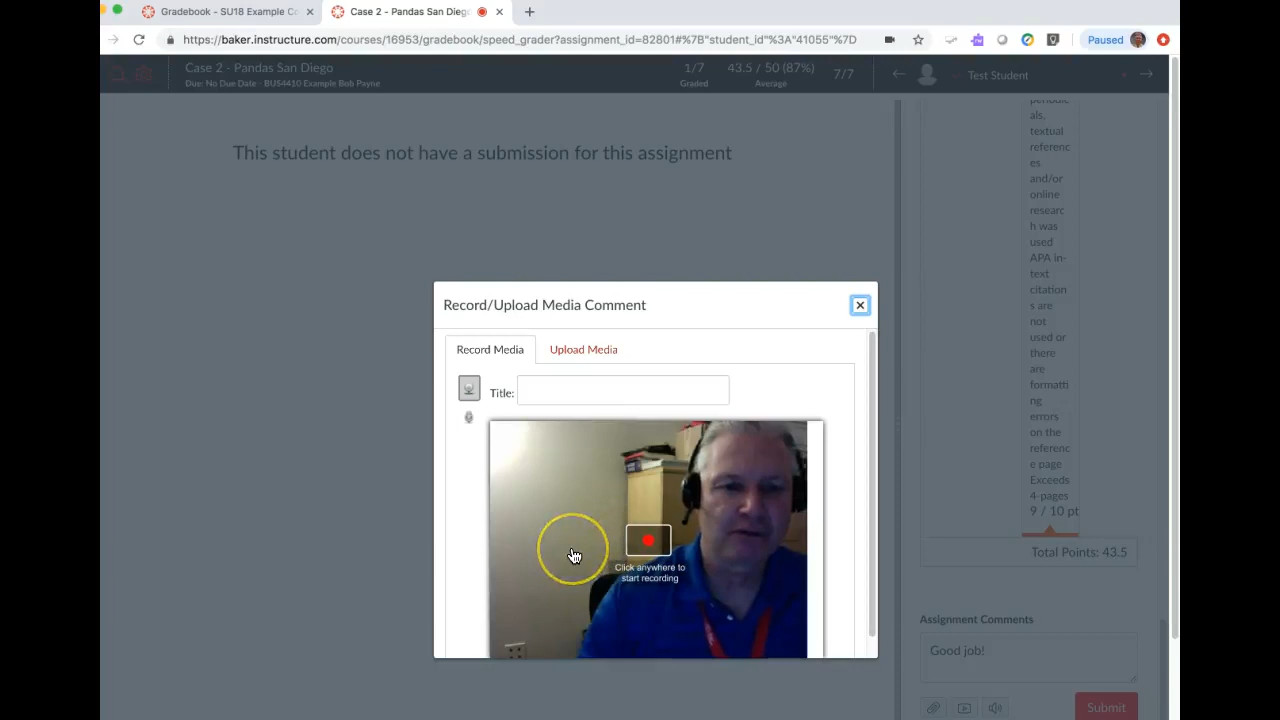 Gradebook - SU18 Example Co
Case 2 - Pandas San Diego
https://baker.instructure.com/courses/16953/gradebook/speed_grader?assignment_id=82801#%7B"student_id"%3A"41055"%7D
Paused
Case 2 - Pandas San Diego
Due: No Due Date - BUS4410 Example Bob Payne
1/7
Graded
43.5 / 50 (87%)
Average
7/7
Test Student
This student does not have a submission for this assignment
periodic
als,
textual
referenc
es
and/or
online
researc
h was
used
APA in-
text
citation
s are
not
used or
there
are
formatti
ng
errors
on the
referenc
e page
Exceeds
4-pages
9 / 10 pt
Total Points: 43.5
Record/Upload Media Comment
Record Media
Upload Media
Title:
Click anywhere to
start recording
Assignment Comments
Good job!
Submit